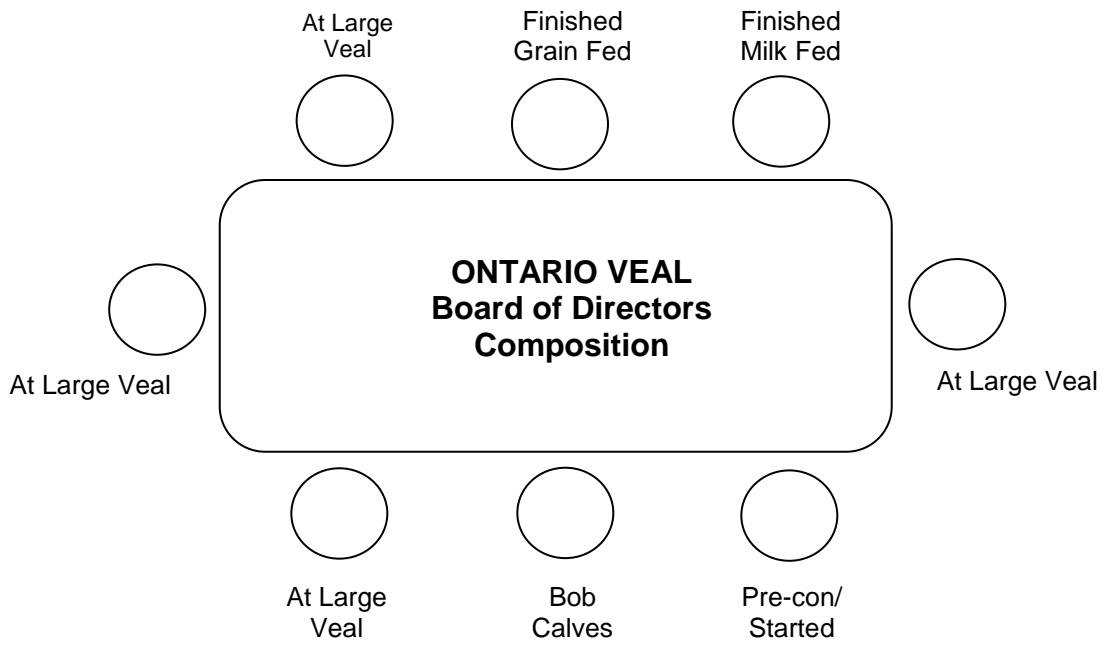 At Large
Veal
Finished
Grain Fed
Finished
Milk Fed
ONTARIO VEAL
Board of Directors
Composition
At Large Veal
At Large Veal
At Large
Veal
Bob
Calves
Pre-con/
Started